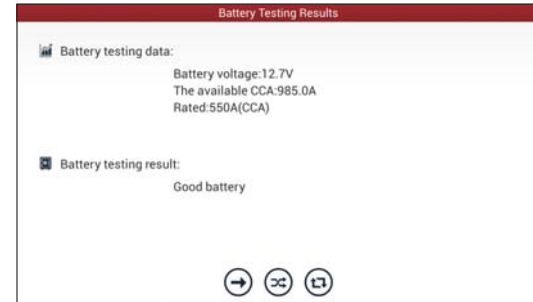 Battery Testing Results
Battery testing data:
Battery voltage:12.7V
The available CCA:985.0A
Rated:550A(CCA)
Battery testing result:
Good battery